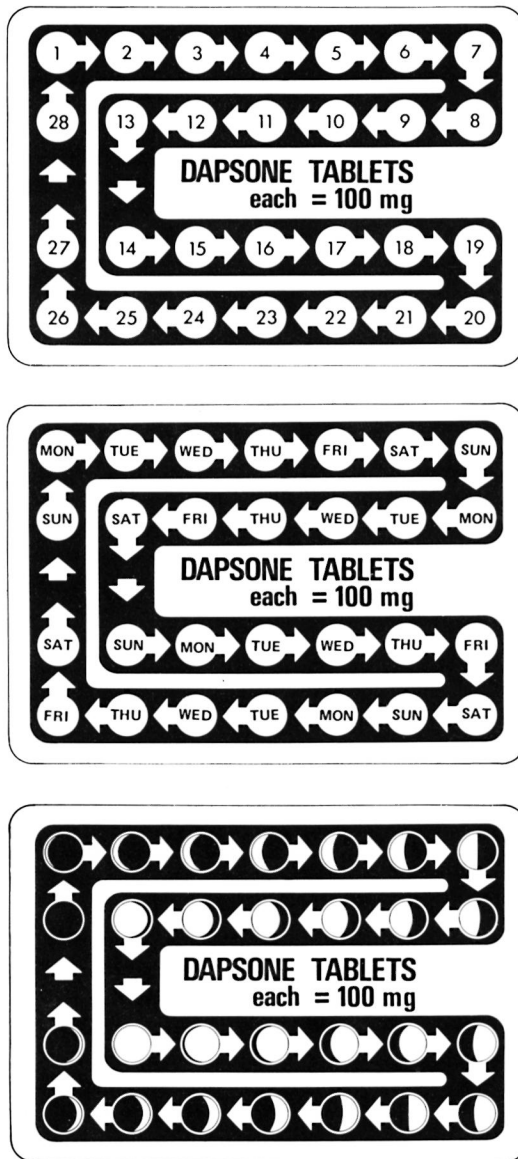 1 2 3 4 5 6 7
28 13 12 11 10 9 8
DAPSONE TABLETS
each = 100 mg
27 14 15 16 17 18 19
26 25 24 23 22 21 20
MON TUE WED THU FRI SAT SUN
SUN SAT FRI THU WED TUE MON
DAPSONE TABLETS
each = 100 mg
SAT SUN MON TUE WED THU FRI
FRI THU WED TUE MON SUN SAT
DAPSONE TABLETS
each = 100 mg